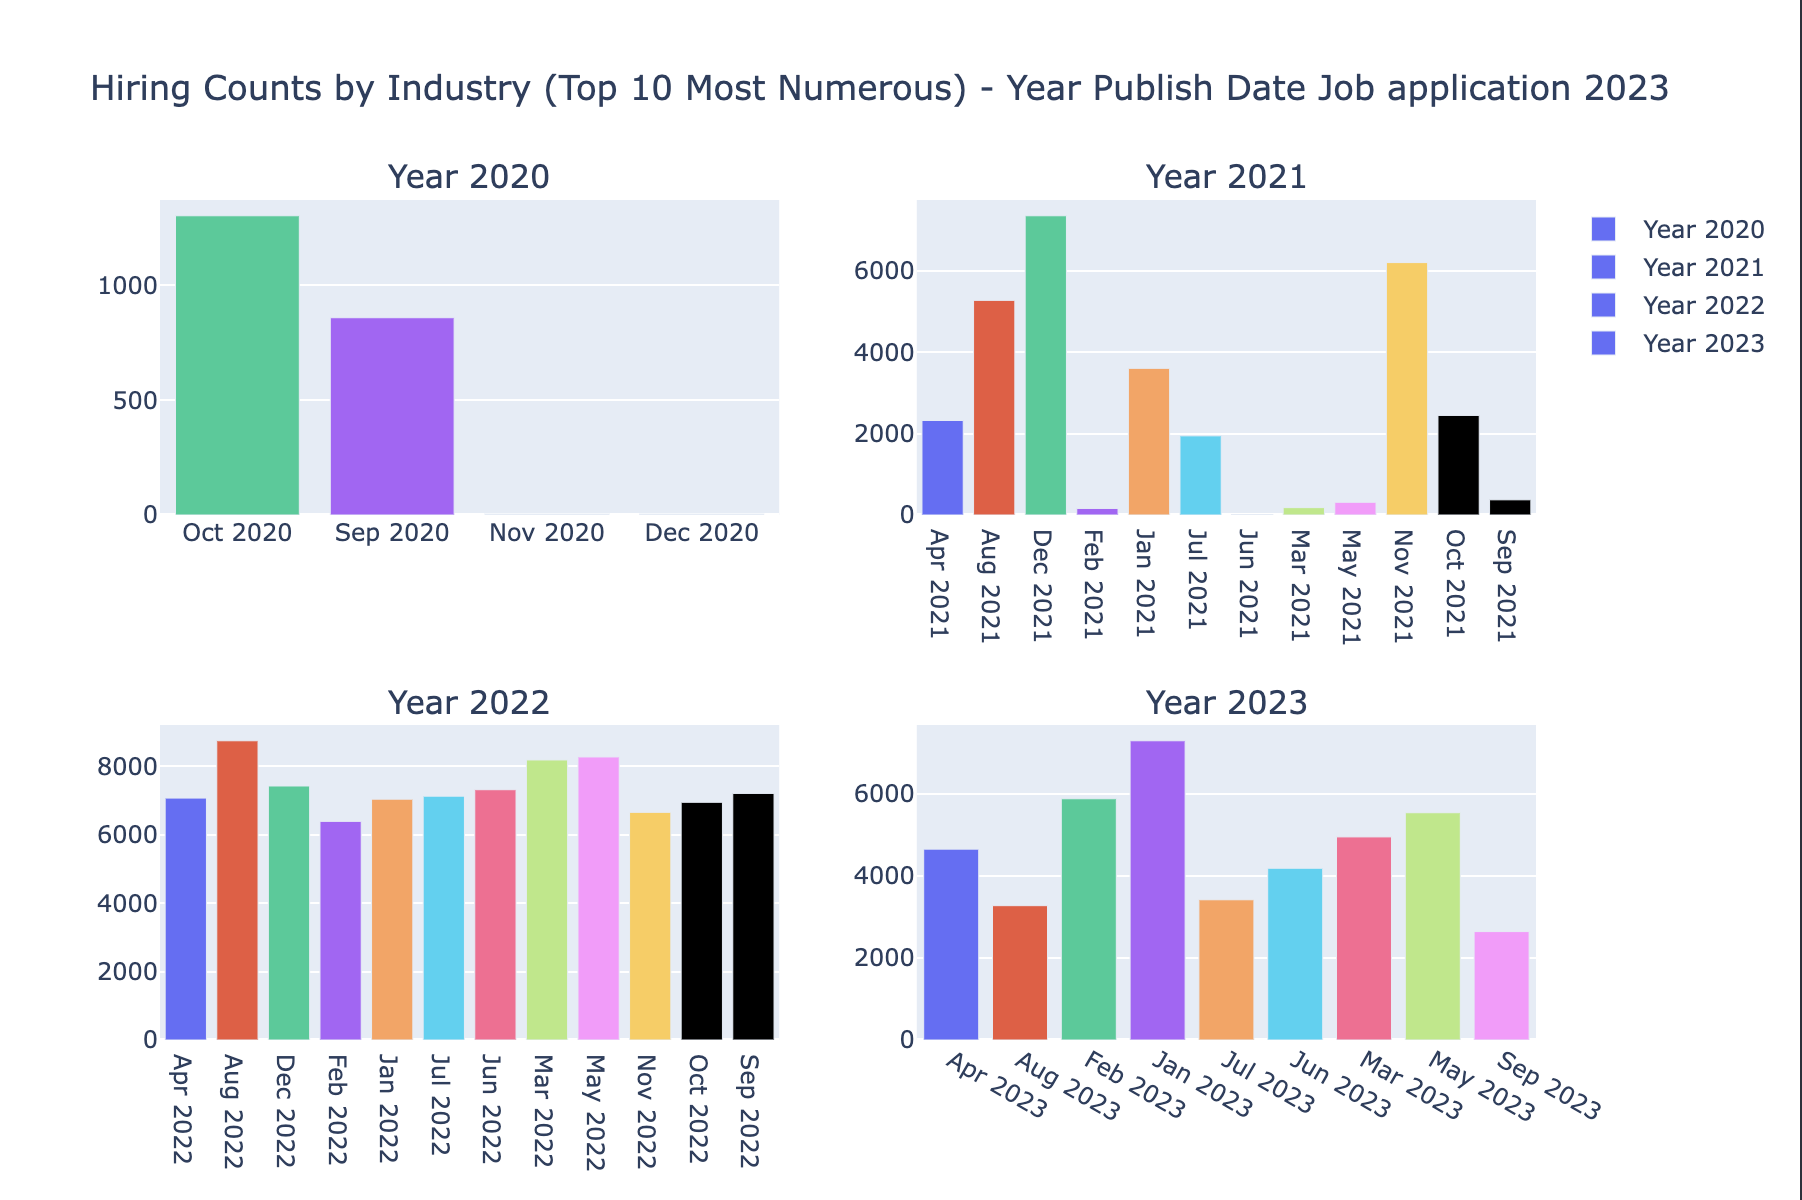 Hiring Counts by Industry (Top 10 Most Numerous) - Year Publish Date Job application 2023
Year 2020
1000
500
0
Oct 2020
Sep 2020
Nov 2020
Dec 2020
Year 2021
6000
4000
2000
0
Apr 2021
Aug 2021
Dec 2021
Feb 2021
Jan 2021
Jul 2021
Jun 2021
Mar 2021
May 2021
Nov 2021
Oct 2021
Sep 2021
Year 2020
Year 2021
Year 2022
Year 2023
Year 2022
8000
6000
4000
2000
0
Apr 2022
Aug 2022
Dec 2022
Feb 2022
Jan 2022
Jul 2022
Jun 2022
Mar 2022
May 2022
Nov 2022
Oct 2022
Sep 2022
Year 2023
6000
4000
2000
0
Apr 2023
Aug 2023
Feb 2023
Jan 2023
Jul 2023
Jun 2023
Mar 2023
May 2023
Sep 2023